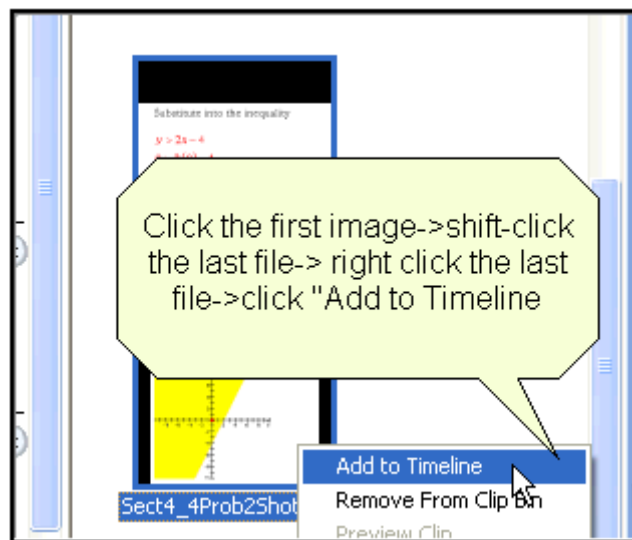 Substitute into the inequality
y > 2x − 4
Click the first image->shift-click
the last file-> right click the last
file->click "Add to Timeline
Sect4_4Prob2Shot
Add to Timeline
Remove From Clip Bin
Preview Clip